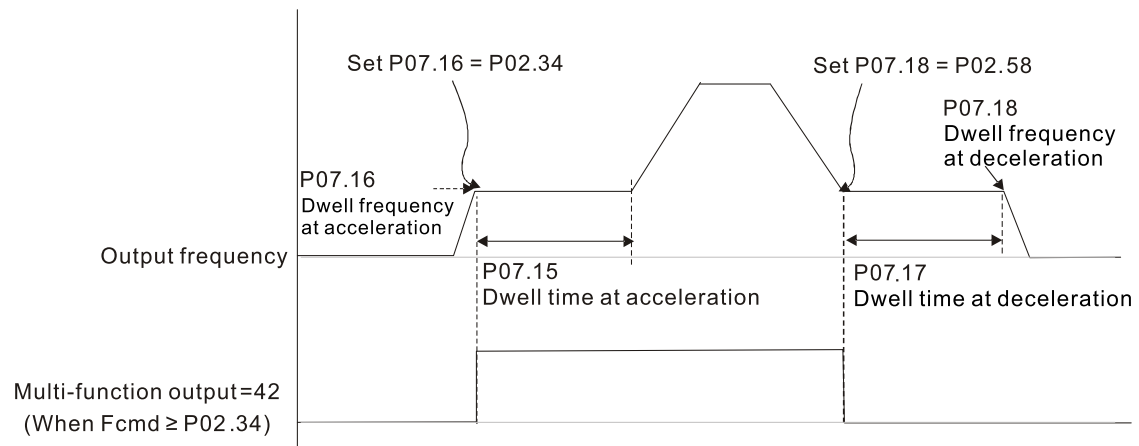 Set P07.16 = P02.34
Set P07.18 = P02.58
P07.18
Dwell frequency
at deceleration
P07.16
Dwell frequency
at acceleration
Output frequency
P07.15
Dwell time at acceleration
P07.17
Dwell time at deceleration
Multi-function output=42
(When Fcmd ≥ P02.34)